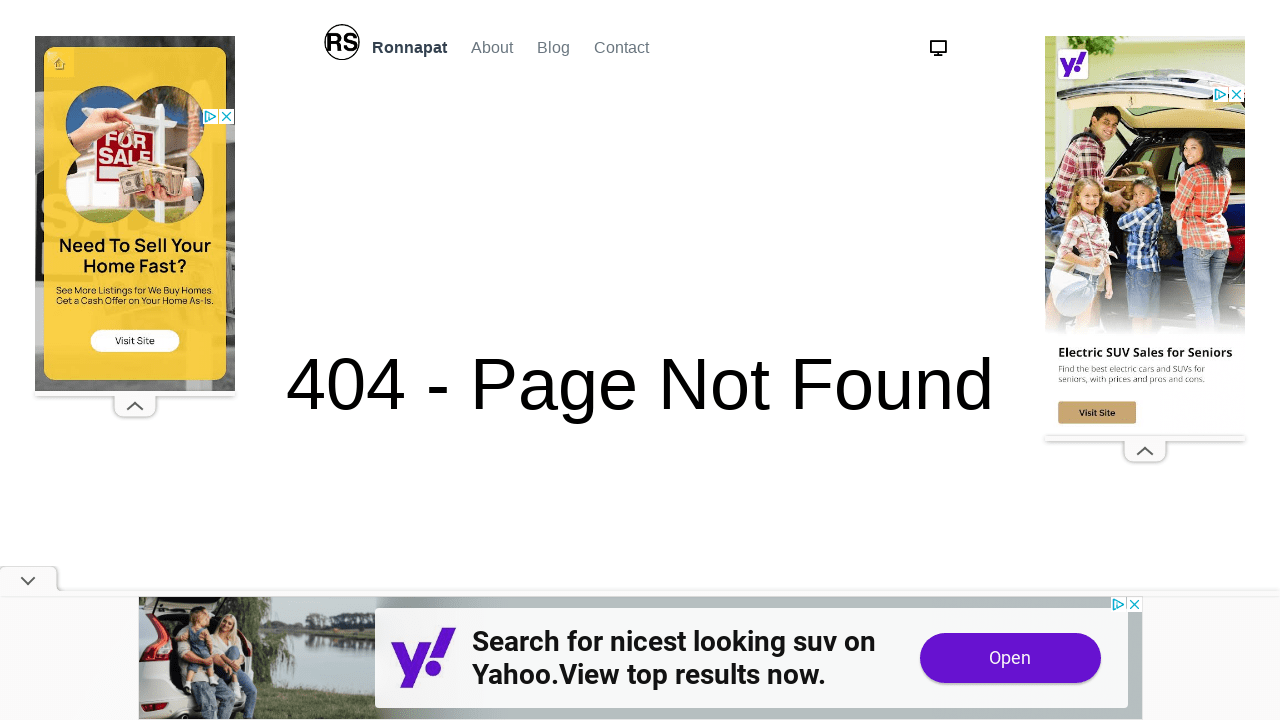 RS
Ronnapat
About
Blog
Contact
FOR
SALE
Need To Sell Your
Home Fast?
See More Listings for We Buy Homes.
Get a Cash Offer on Your Home As-Is.
Visit Site
404 - Page Not Found
y!
Electric SUV Sales for Seniors
Find the best electric cars and SUVs for
seniors, with prices and pros and cons.
Visit Site
y!
Search for nicest looking suv on
Yahoo.View top results now.
Open